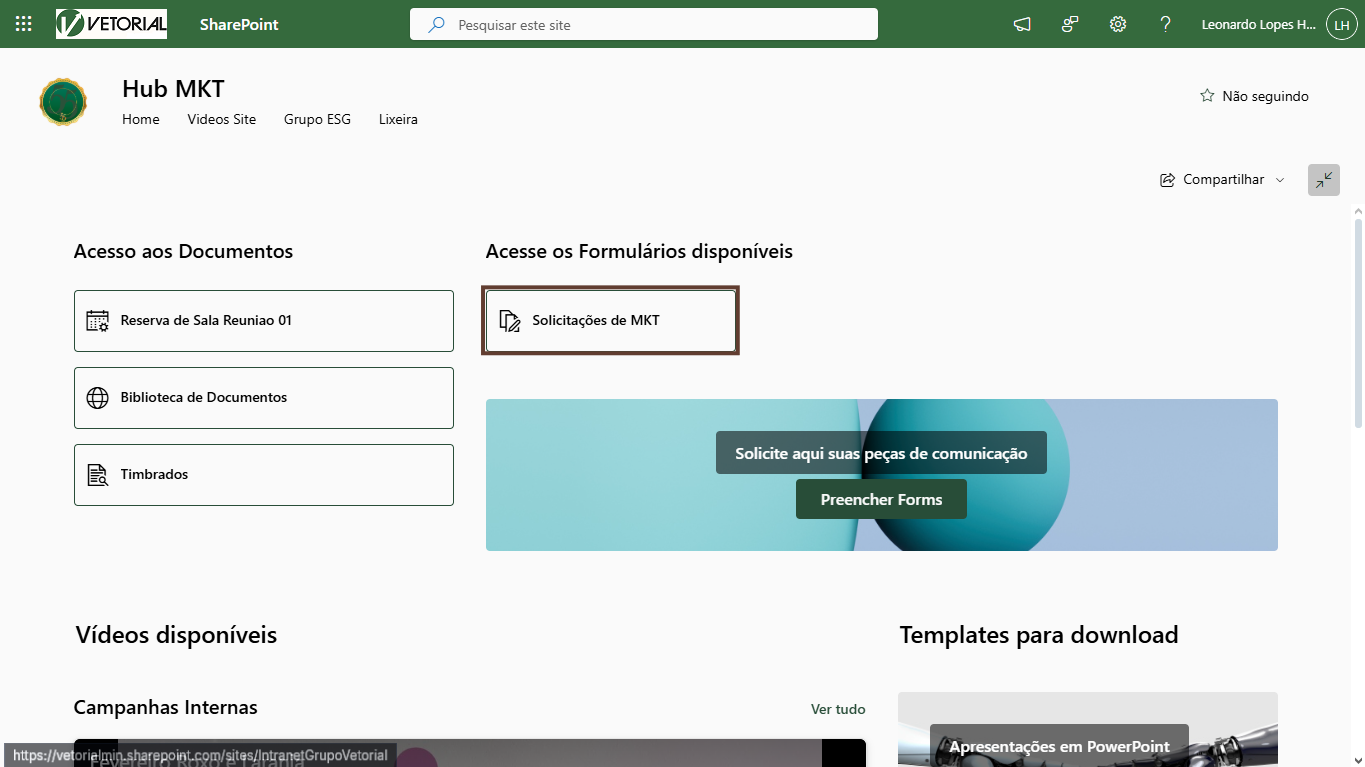 VETORIAL
SharePoint
Pesquisar este site
Leonardo Lopes H...
LH
Hub MKT
Home
Videos Site
Grupo ESG
Lixeira
Não seguindo
Compartilhar
Acesso aos Documentos
Acesse os Formulários disponíveis
Reserva de Sala Reuniao 01
Solicitações de MKT
Biblioteca de Documentos
Timbrados
Solicite aqui suas peças de comunicação
Preencher Forms
Vídeos disponíveis
Templates para download
Campanhas Internas
Ver tudo
Apresentações em PowerPoint
https://vetorialmin.sharepoint.com/sites/IntranetGrupoVetorial
Fevereiro Roxo e Laranja